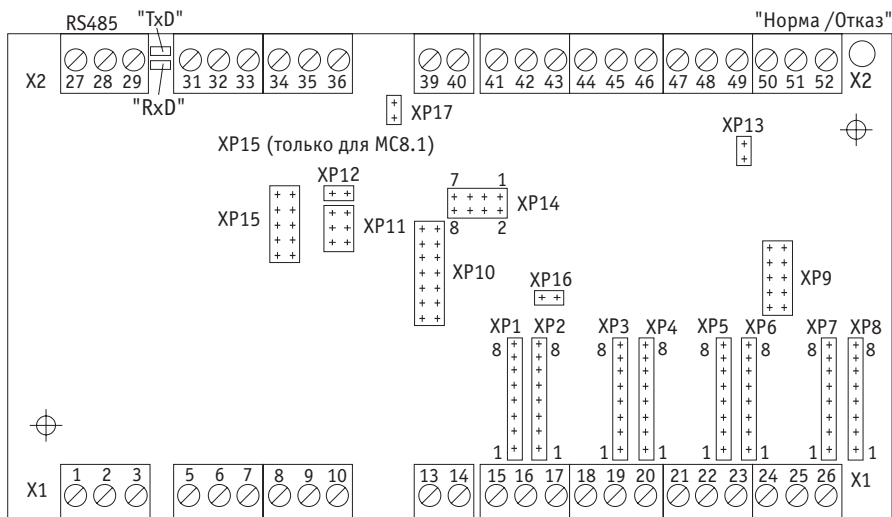 RS485 "TxD" "Норма /Отказ"
X2 27 28 29 31 32 33 34 35 36 39 40 41 42 43 44 45 46 47 48 49 50 51 52 X2
"RxD"
XP17
XP15 (только для МС8.1)
XP13
XP12
7 1
XP15 XP11 XP14
8 2
XP10
XP9
XP16
XP1 XP2 XP3 XP4 XP5 XP6 XP7 XP8
8 8 8 8 8 8 8 8
1 1 1 1 1 1 1 1
X1 1 2 3 5 6 7 8 9 10 13 14 15 16 17 18 19 20 21 22 23 24 25 26 X1